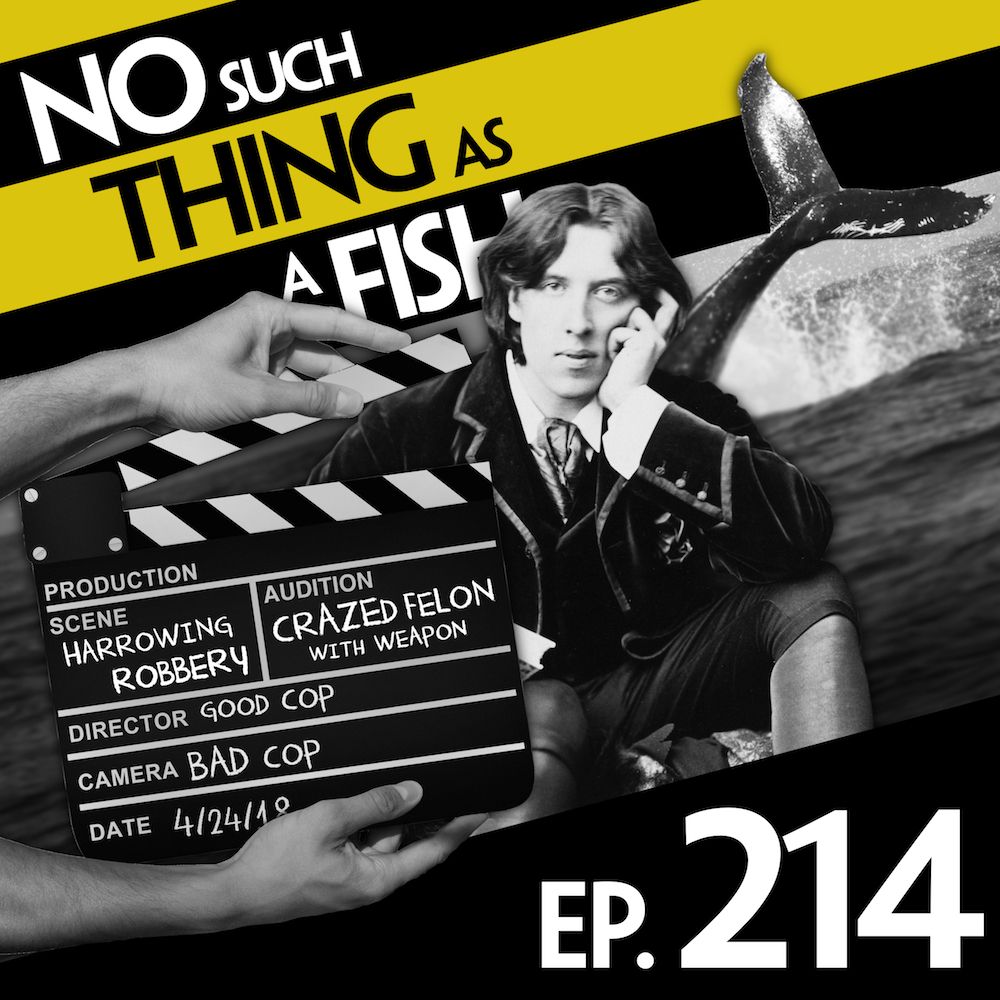 NO SUCH
THING AS
A FISH
PRODUCTION
SCENE
HARROWING
ROBBERY
AUDITION
CRAZED FELON
WITH WEAPON
DIRECTOR GOOD COP
CAMERA BAD COP
DATE 4/24/18
EP. 214